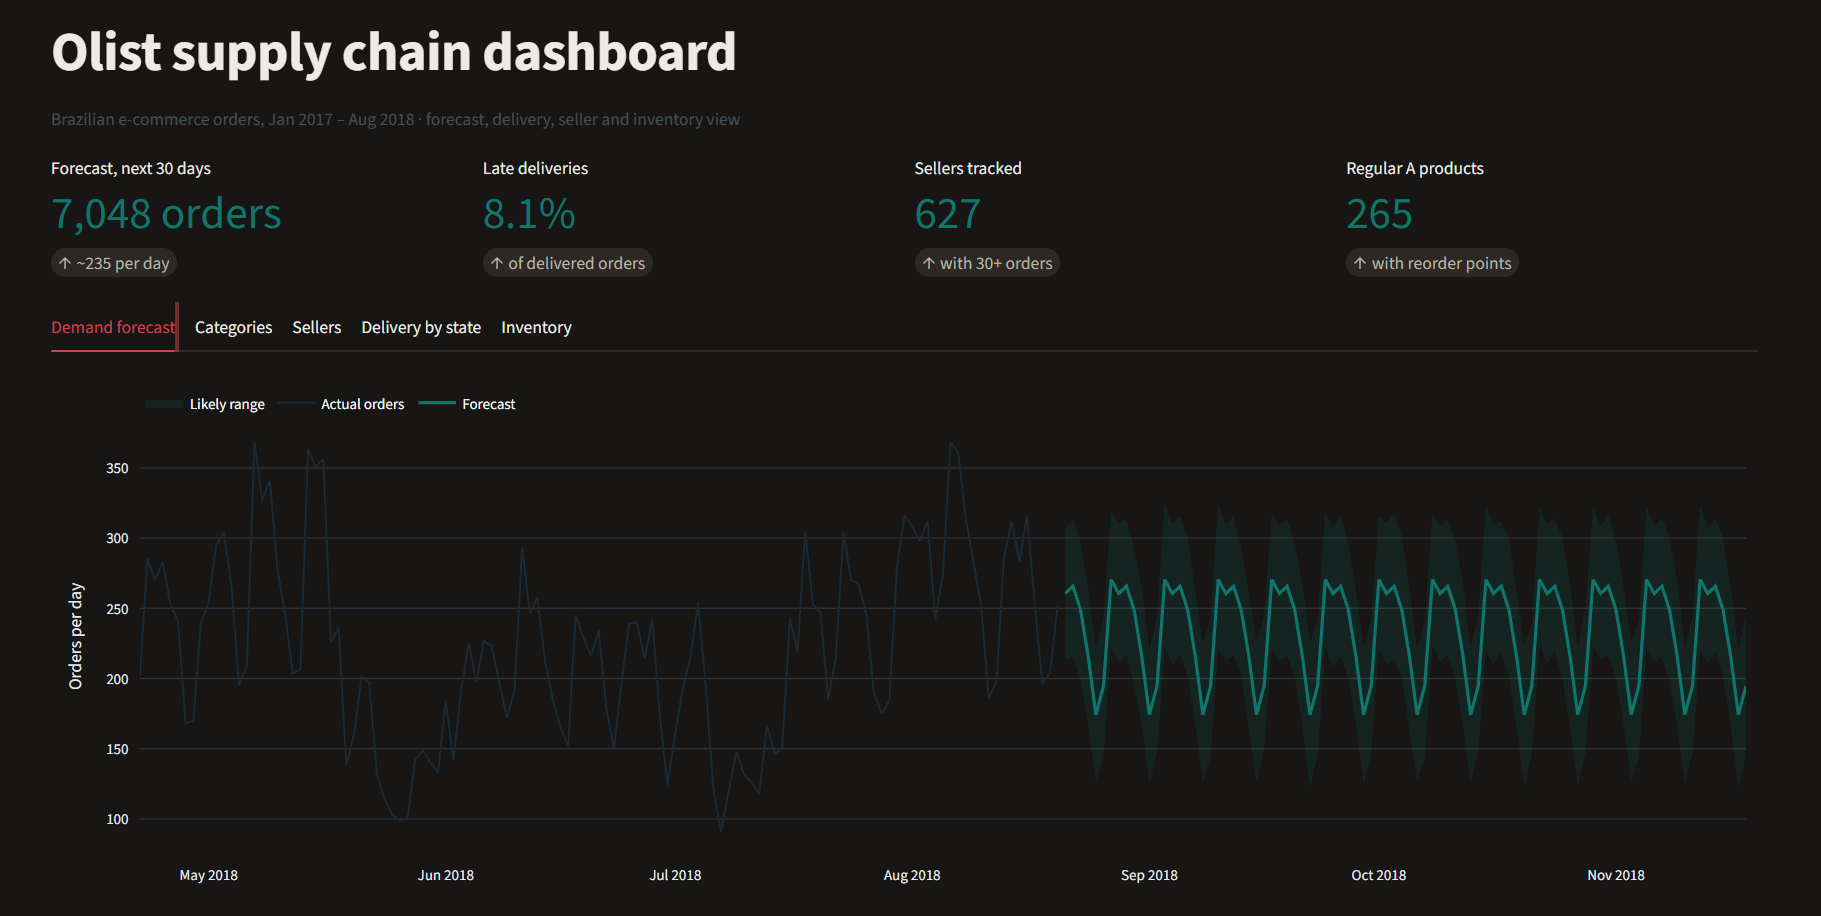 Olist supply chain dashboard
Brazilian e-commerce orders, Jan 2017 – Aug 2018 · forecast, delivery, seller and inventory view
Forecast, next 30 days
7,048 orders
↑ ~235 per day
Late deliveries
8.1%
↑ of delivered orders
Sellers tracked
627
↑ with 30+ orders
Regular A products
265
↑ with reorder points
Demand forecast Categories Sellers Delivery by state Inventory
Likely range Actual orders Forecast
Orders per day
350
300
250
200
150
100
May 2018 Jun 2018 Jul 2018 Aug 2018 Sep 2018 Oct 2018 Nov 2018